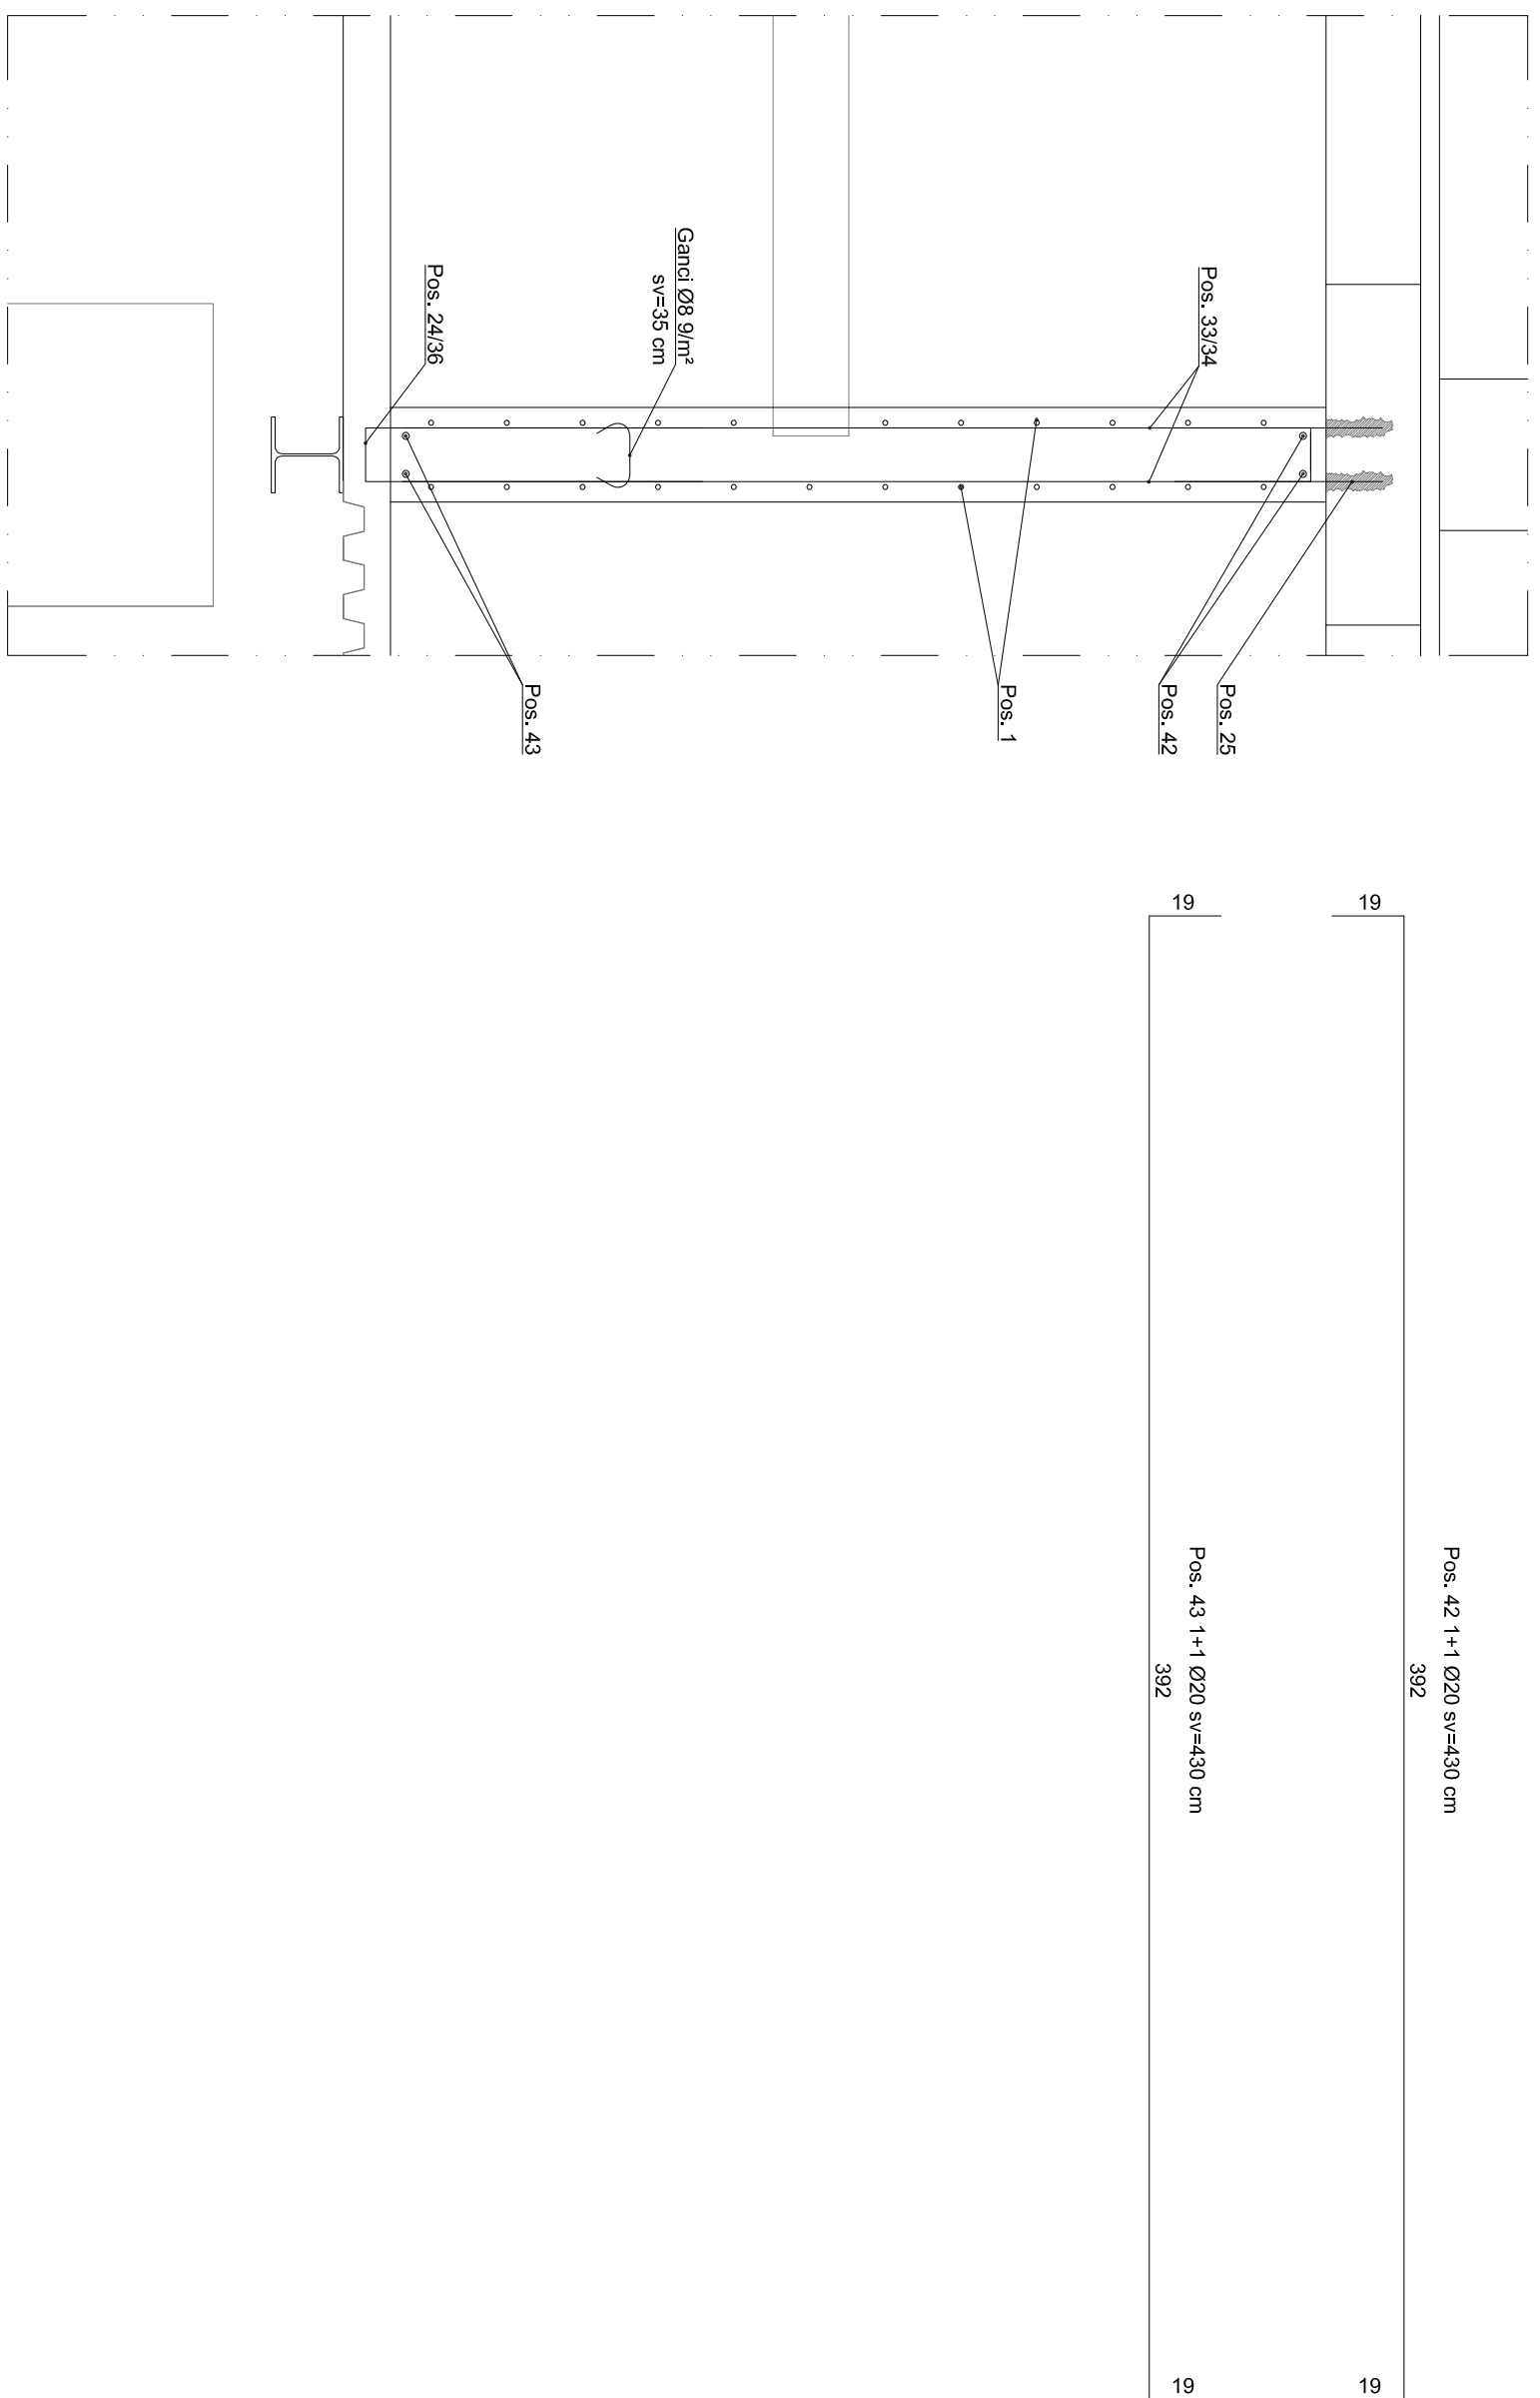 Pos. 25
Pos. 33/34
Pos. 42
Pos. 1
Ganci Ø8 9/m²
sv=35 cm
Pos. 43
Pos. 24/36
Pos. 42 1+1 Ø20 sv=430 cm
19
392
19
Pos. 43 1+1 Ø20 sv=430 cm
19
392
19